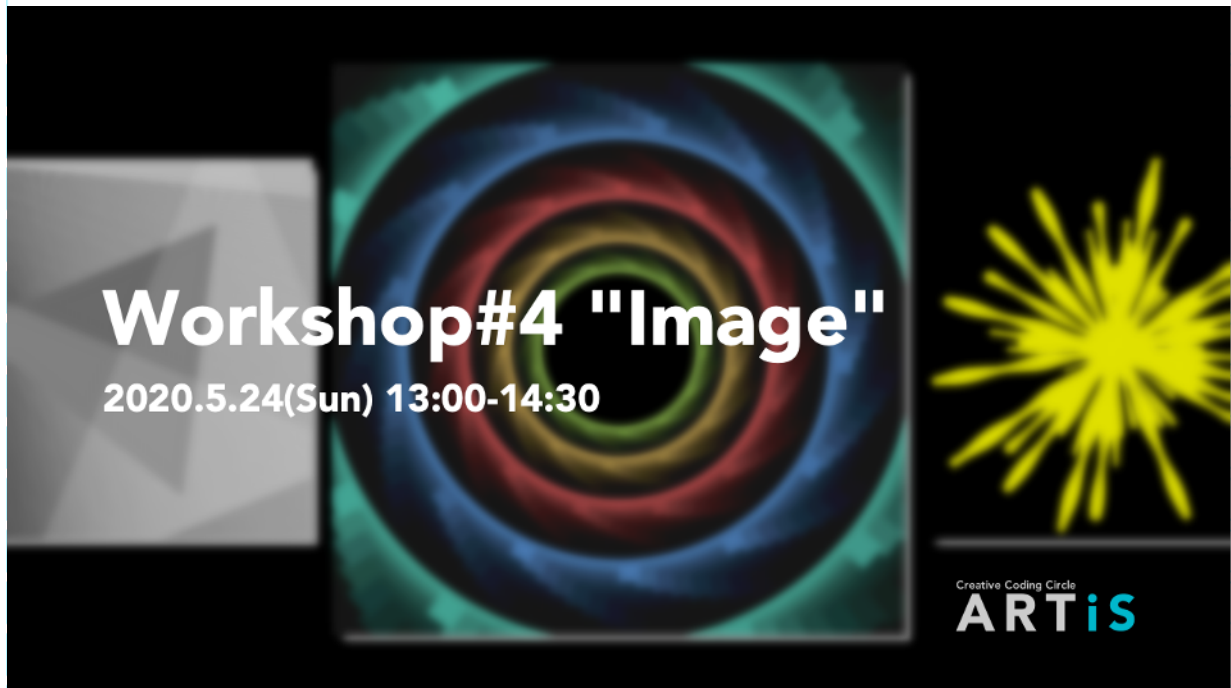 Workshop#4 "Image"
2020.5.24(Sun) 13:00-14:30
Creative Coding Circle
ARTiS